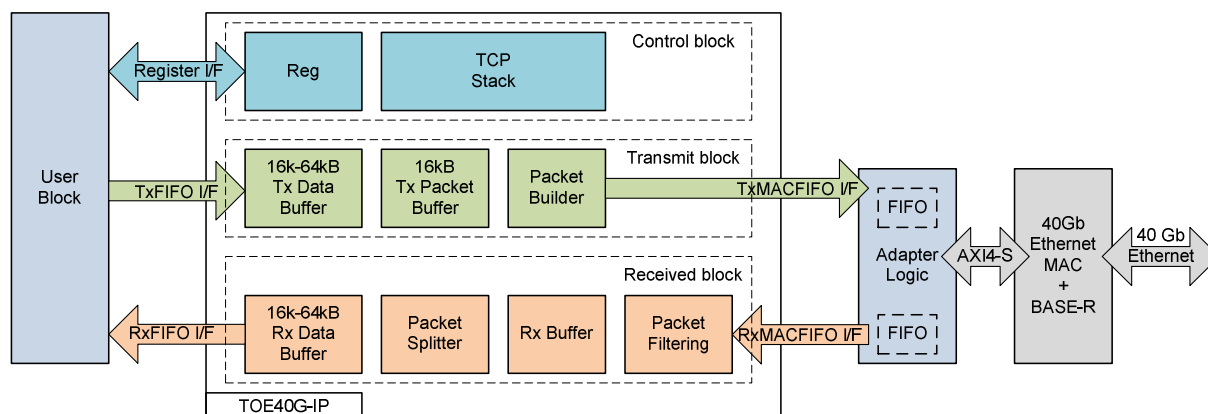 Control block
Register I/F
Reg
TCP
Stack
User
Block
Transmit block
TxFIFO I/F
16k-64kB
Tx Data
Buffer
16kB
Tx Packet
Buffer
Packet
Builder
TxMACFIFO I/F
FIFO
Adapter
Logic
FIFO
AXI4-S
40Gb
Ethernet
MAC
+
BASE-R
40 Gb
Ethernet
Received block
RxFIFO I/F
16k-64kB
Rx Data
Buffer
Packet
Splitter
Rx Buffer
Packet
Filtering
RxMACFIFO I/F
TOE40G-IP